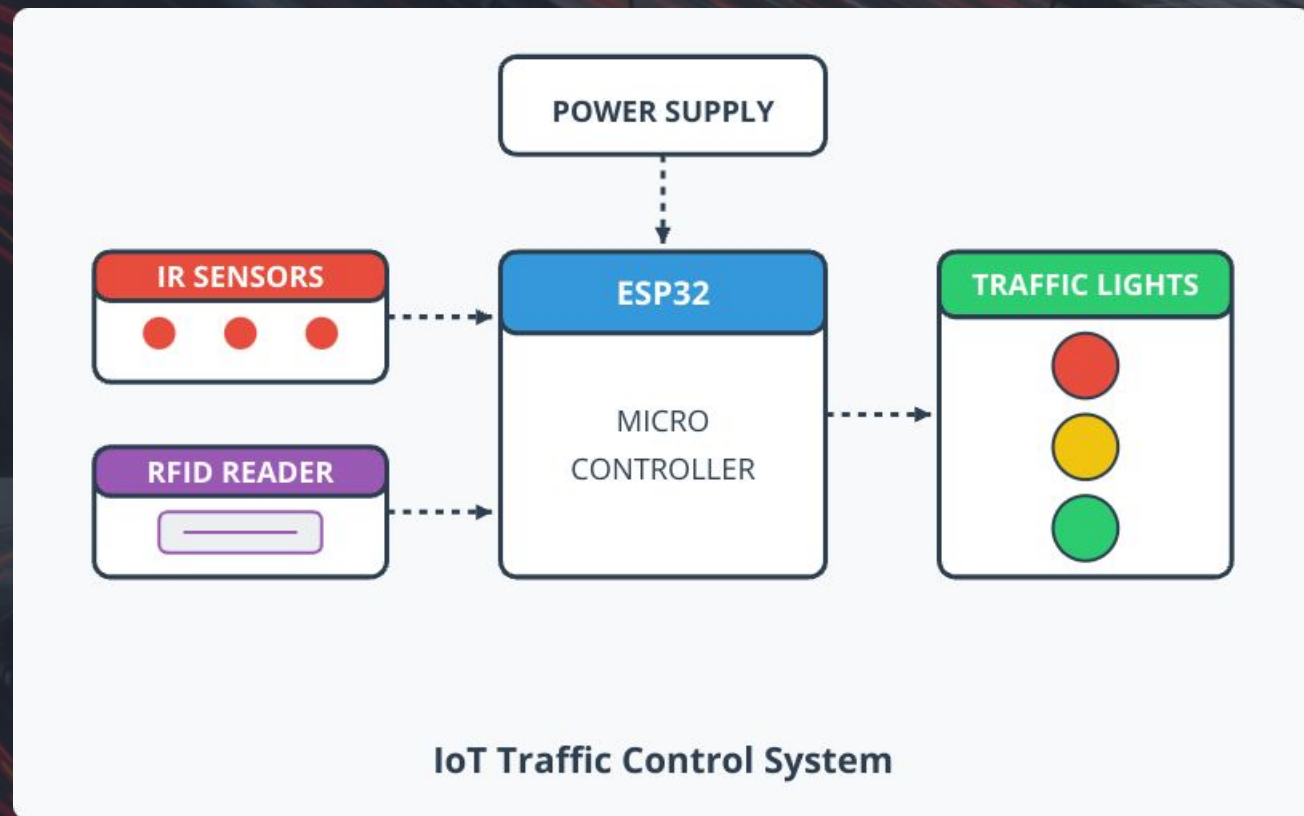 POWER SUPPLY
IR SENSORS
ESP32
TRAFFIC LIGHTS
MICRO
CONTROLLER
RFID READER
IoT Traffic Control System